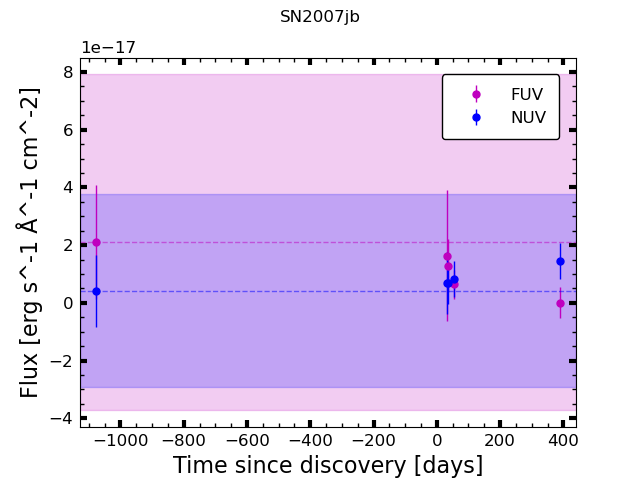 SN2007jb
1e−17
8
6
4
2
0
−2
−4
Flux [erg s^-1 Å^-1 cm^-2]
FUV
NUV
−1000 −800 −600 −400 −200 0 200 400
Time since discovery [days]